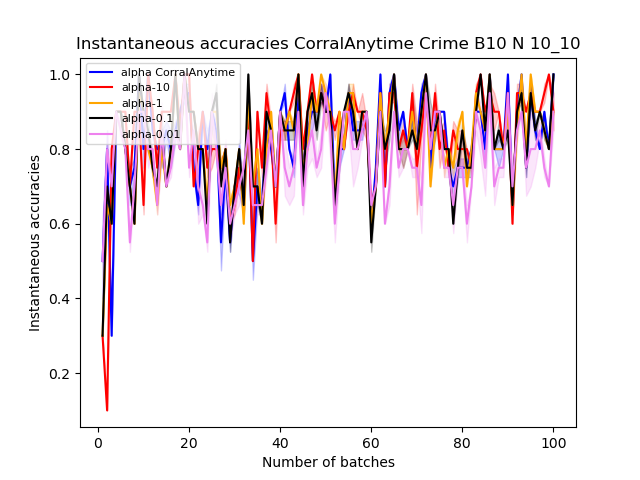 Instantaneous accuracies CorralAnytime Crime B10 N 10_10
alpha CorralAnytime
alpha-10
alpha-1
alpha-0.1
alpha-0.01
1.0
0.8
0.6
0.4
0.2
Instantaneous accuracies
0 20 40 60 80 100
Number of batches